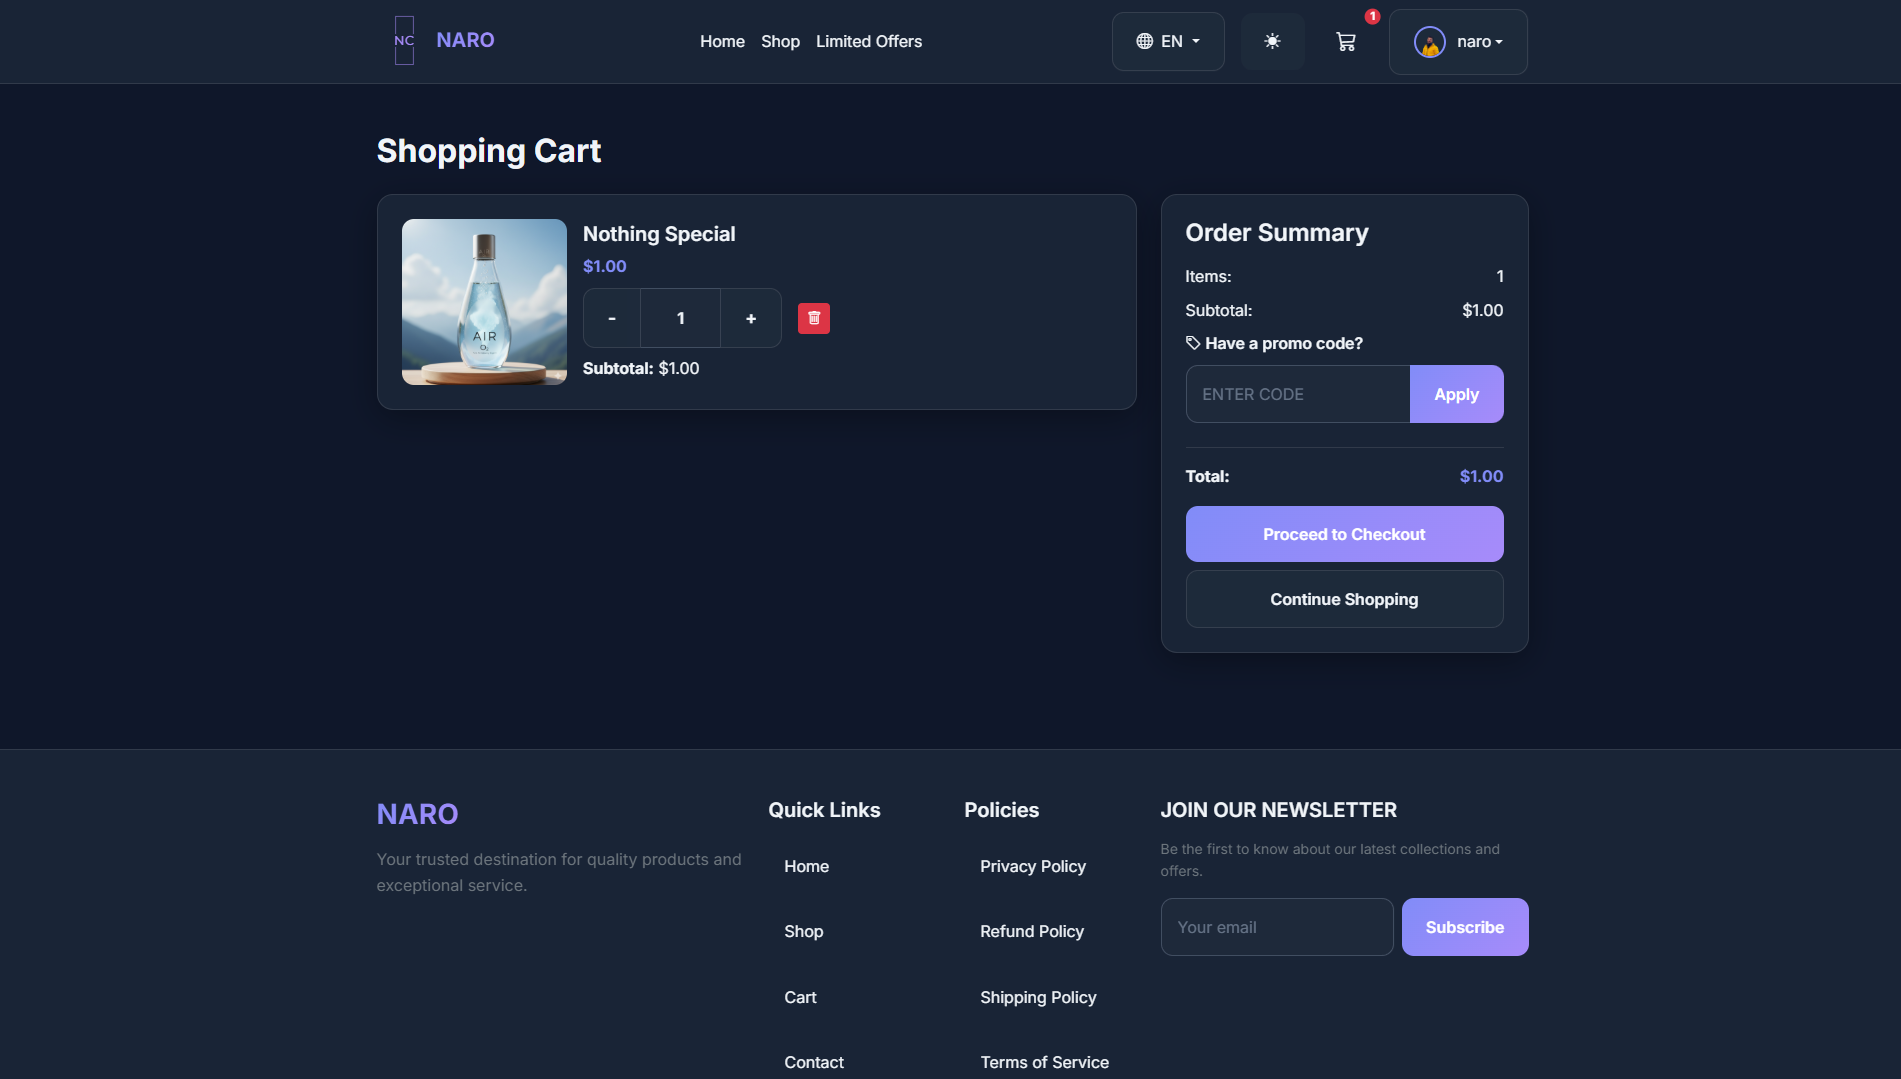 NC
NARO
Home
Shop
Limited Offers
EN
1
naro
Shopping Cart
Nothing Special
$1.00
-
1
+
Subtotal: $1.00
AIR
O₂
Order Summary
Items:
1
Subtotal:
$1.00
Have a promo code?
ENTER CODE
Apply
Total:
$1.00
Proceed to Checkout
Continue Shopping
NARO
Your trusted destination for quality products and
exceptional service.
Quick Links
Home
Shop
Cart
Contact
Policies
Privacy Policy
Refund Policy
Shipping Policy
Terms of Service
JOIN OUR NEWSLETTER
Be the first to know about our latest collections and
offers.
Your email
Subscribe